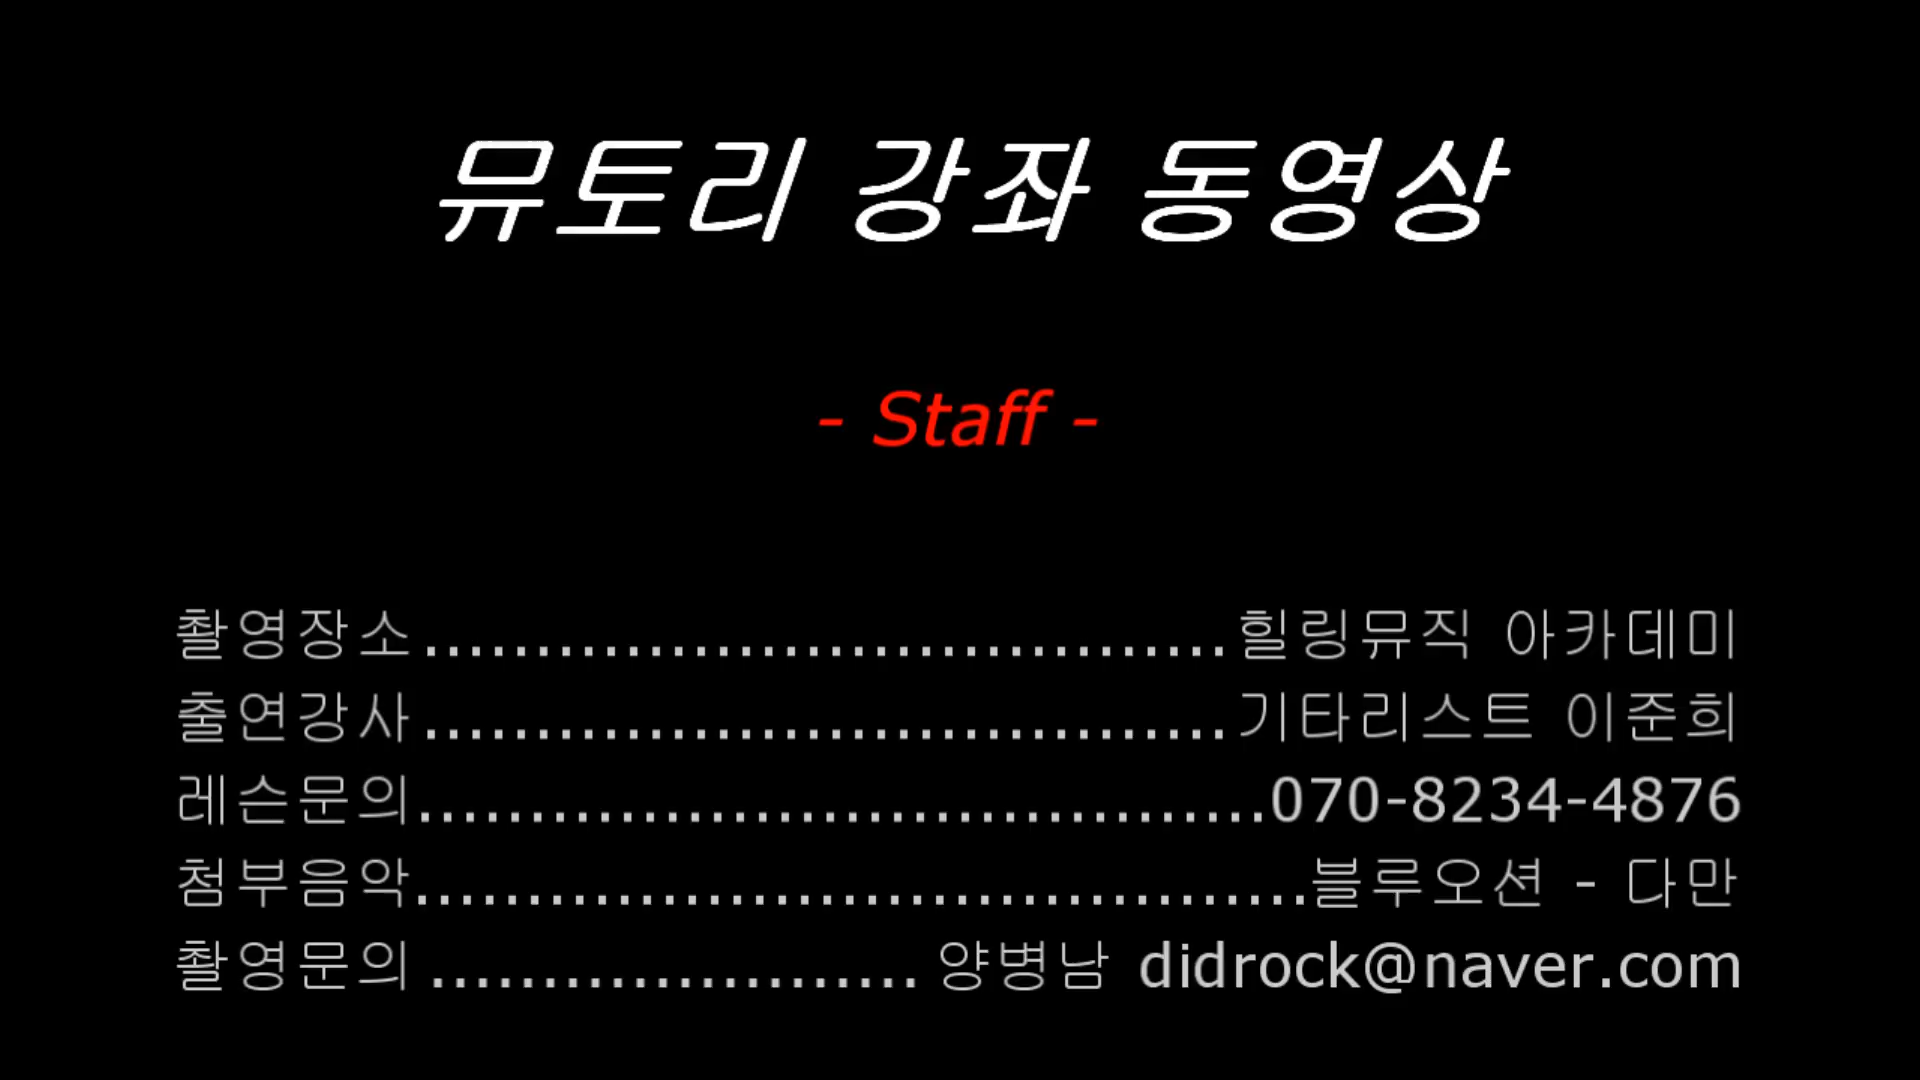 뮤토리 강좌 동영상
- Staff -
촬영장소....................................힐링뮤직 아카데미
출연강사....................................기타리스트 이준희
레슨문의......................................070-8234-4876
첨부음악........................................블루오션 - 다만
촬영문의 ...................... 양병남 didrock@naver.com